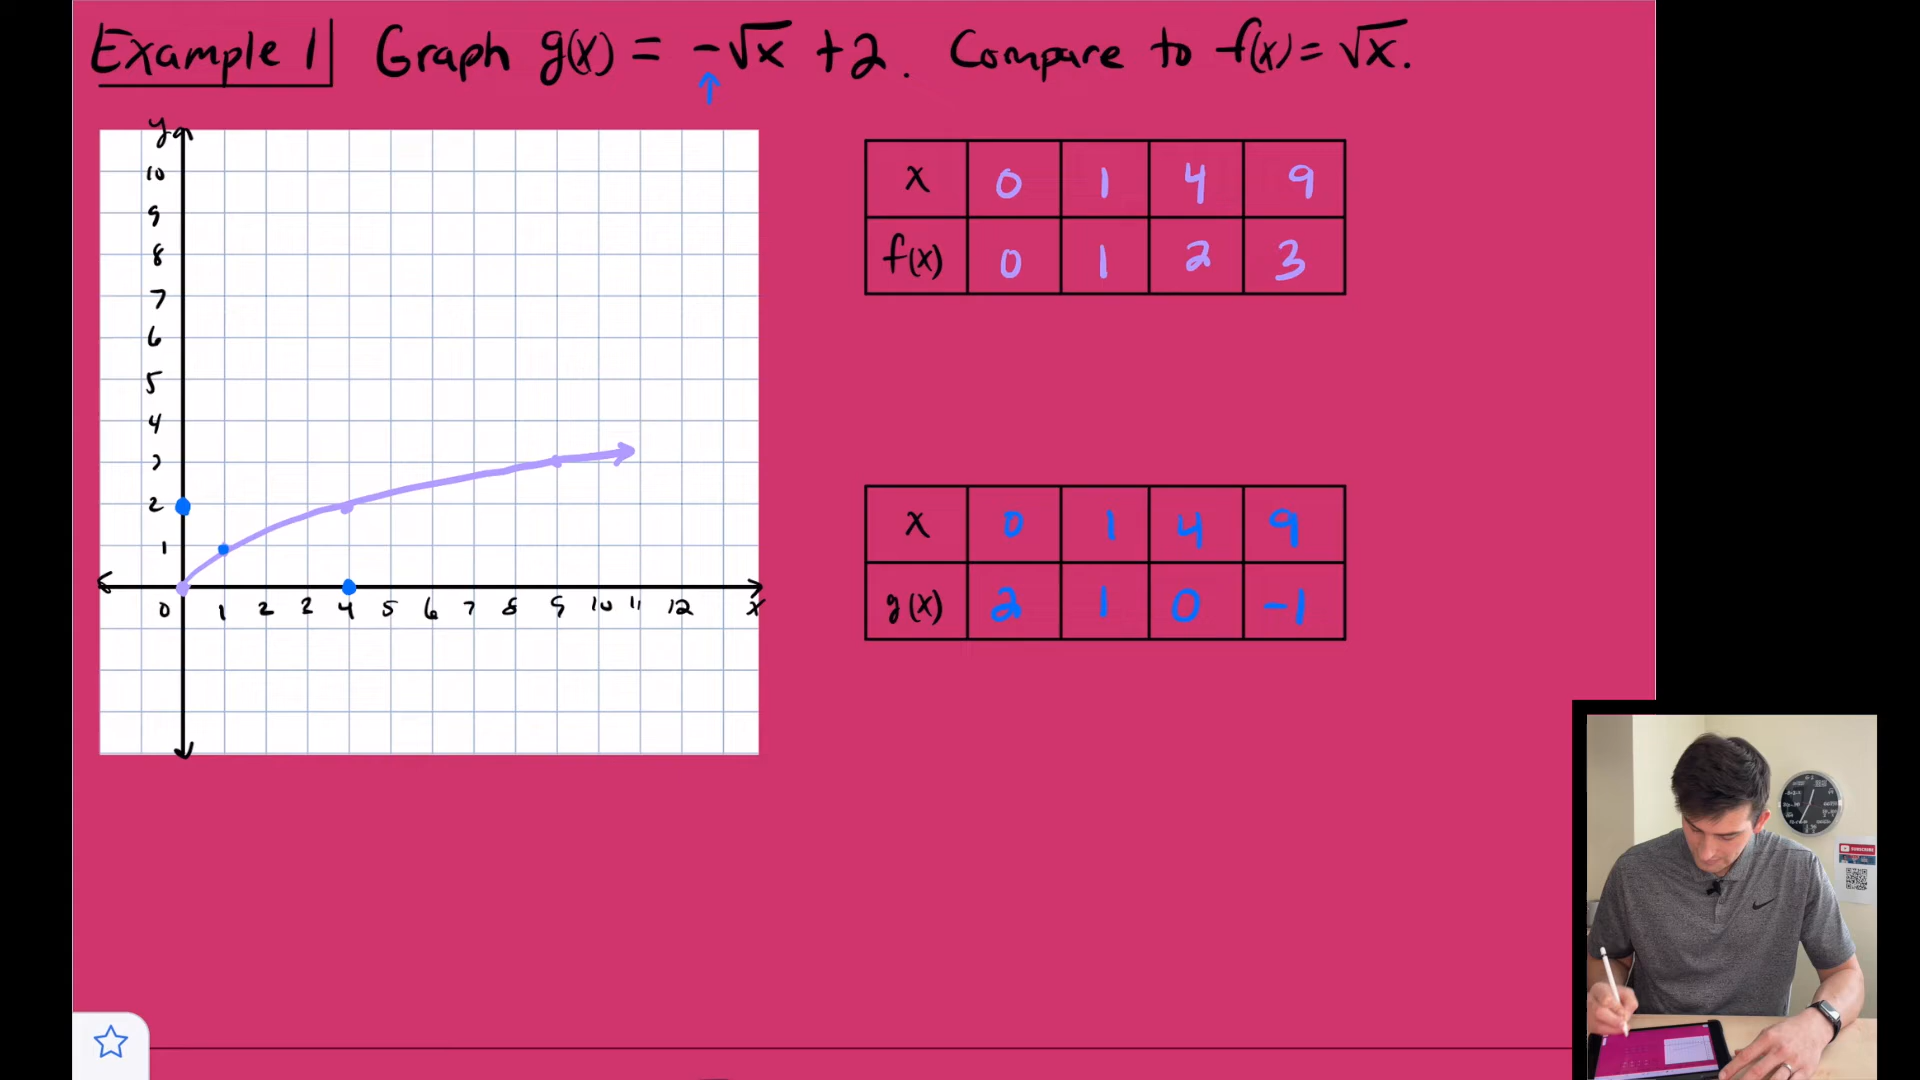 Example 1 Graph g(x) = -√x + 2. Compare to f(x) = √x.
↑
y
10
9
8
7
6
5
4
3
2
1
0 1 2 3 4 5 6 7 8 9 10 11 12 x
x 0 1 4 9
f(x) 0 1 2 3
x 0 1 4 9
g(x) 2 1 0 -1
SUBSCRIBE